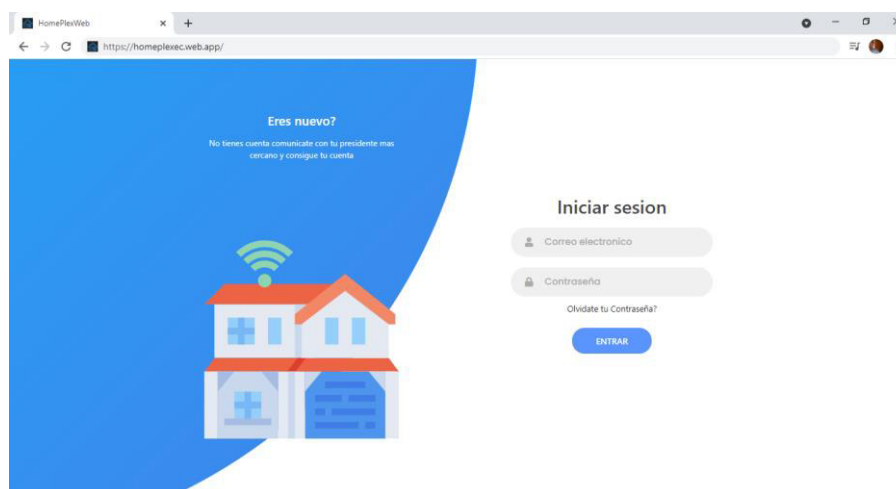 HomePlexWeb
https://homeplexec.web.app/
Eres nuevo?
No tienes cuenta comunicate con tu presidente mas
cercano y consigue tu cuenta
Iniciar sesion
Correo electronico
Contraseña
Olvidate tu Contraseña?
ENTRAR